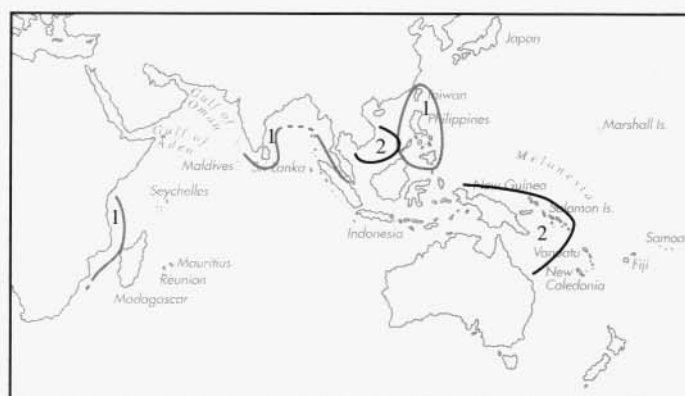 Japan
Gulf of
Oman
1
Taiwan
Philippines
Gulf of
Aden
1
2
Marshall Is.
Maldives
Sri Lanka
Melanesia
Seychelles
New Guinea
Solomon Is.
1
Indonesia
2
Samoa
Mauritius
Vanuatu
Fiji
Réunion
New
Caledonia
Madagascar